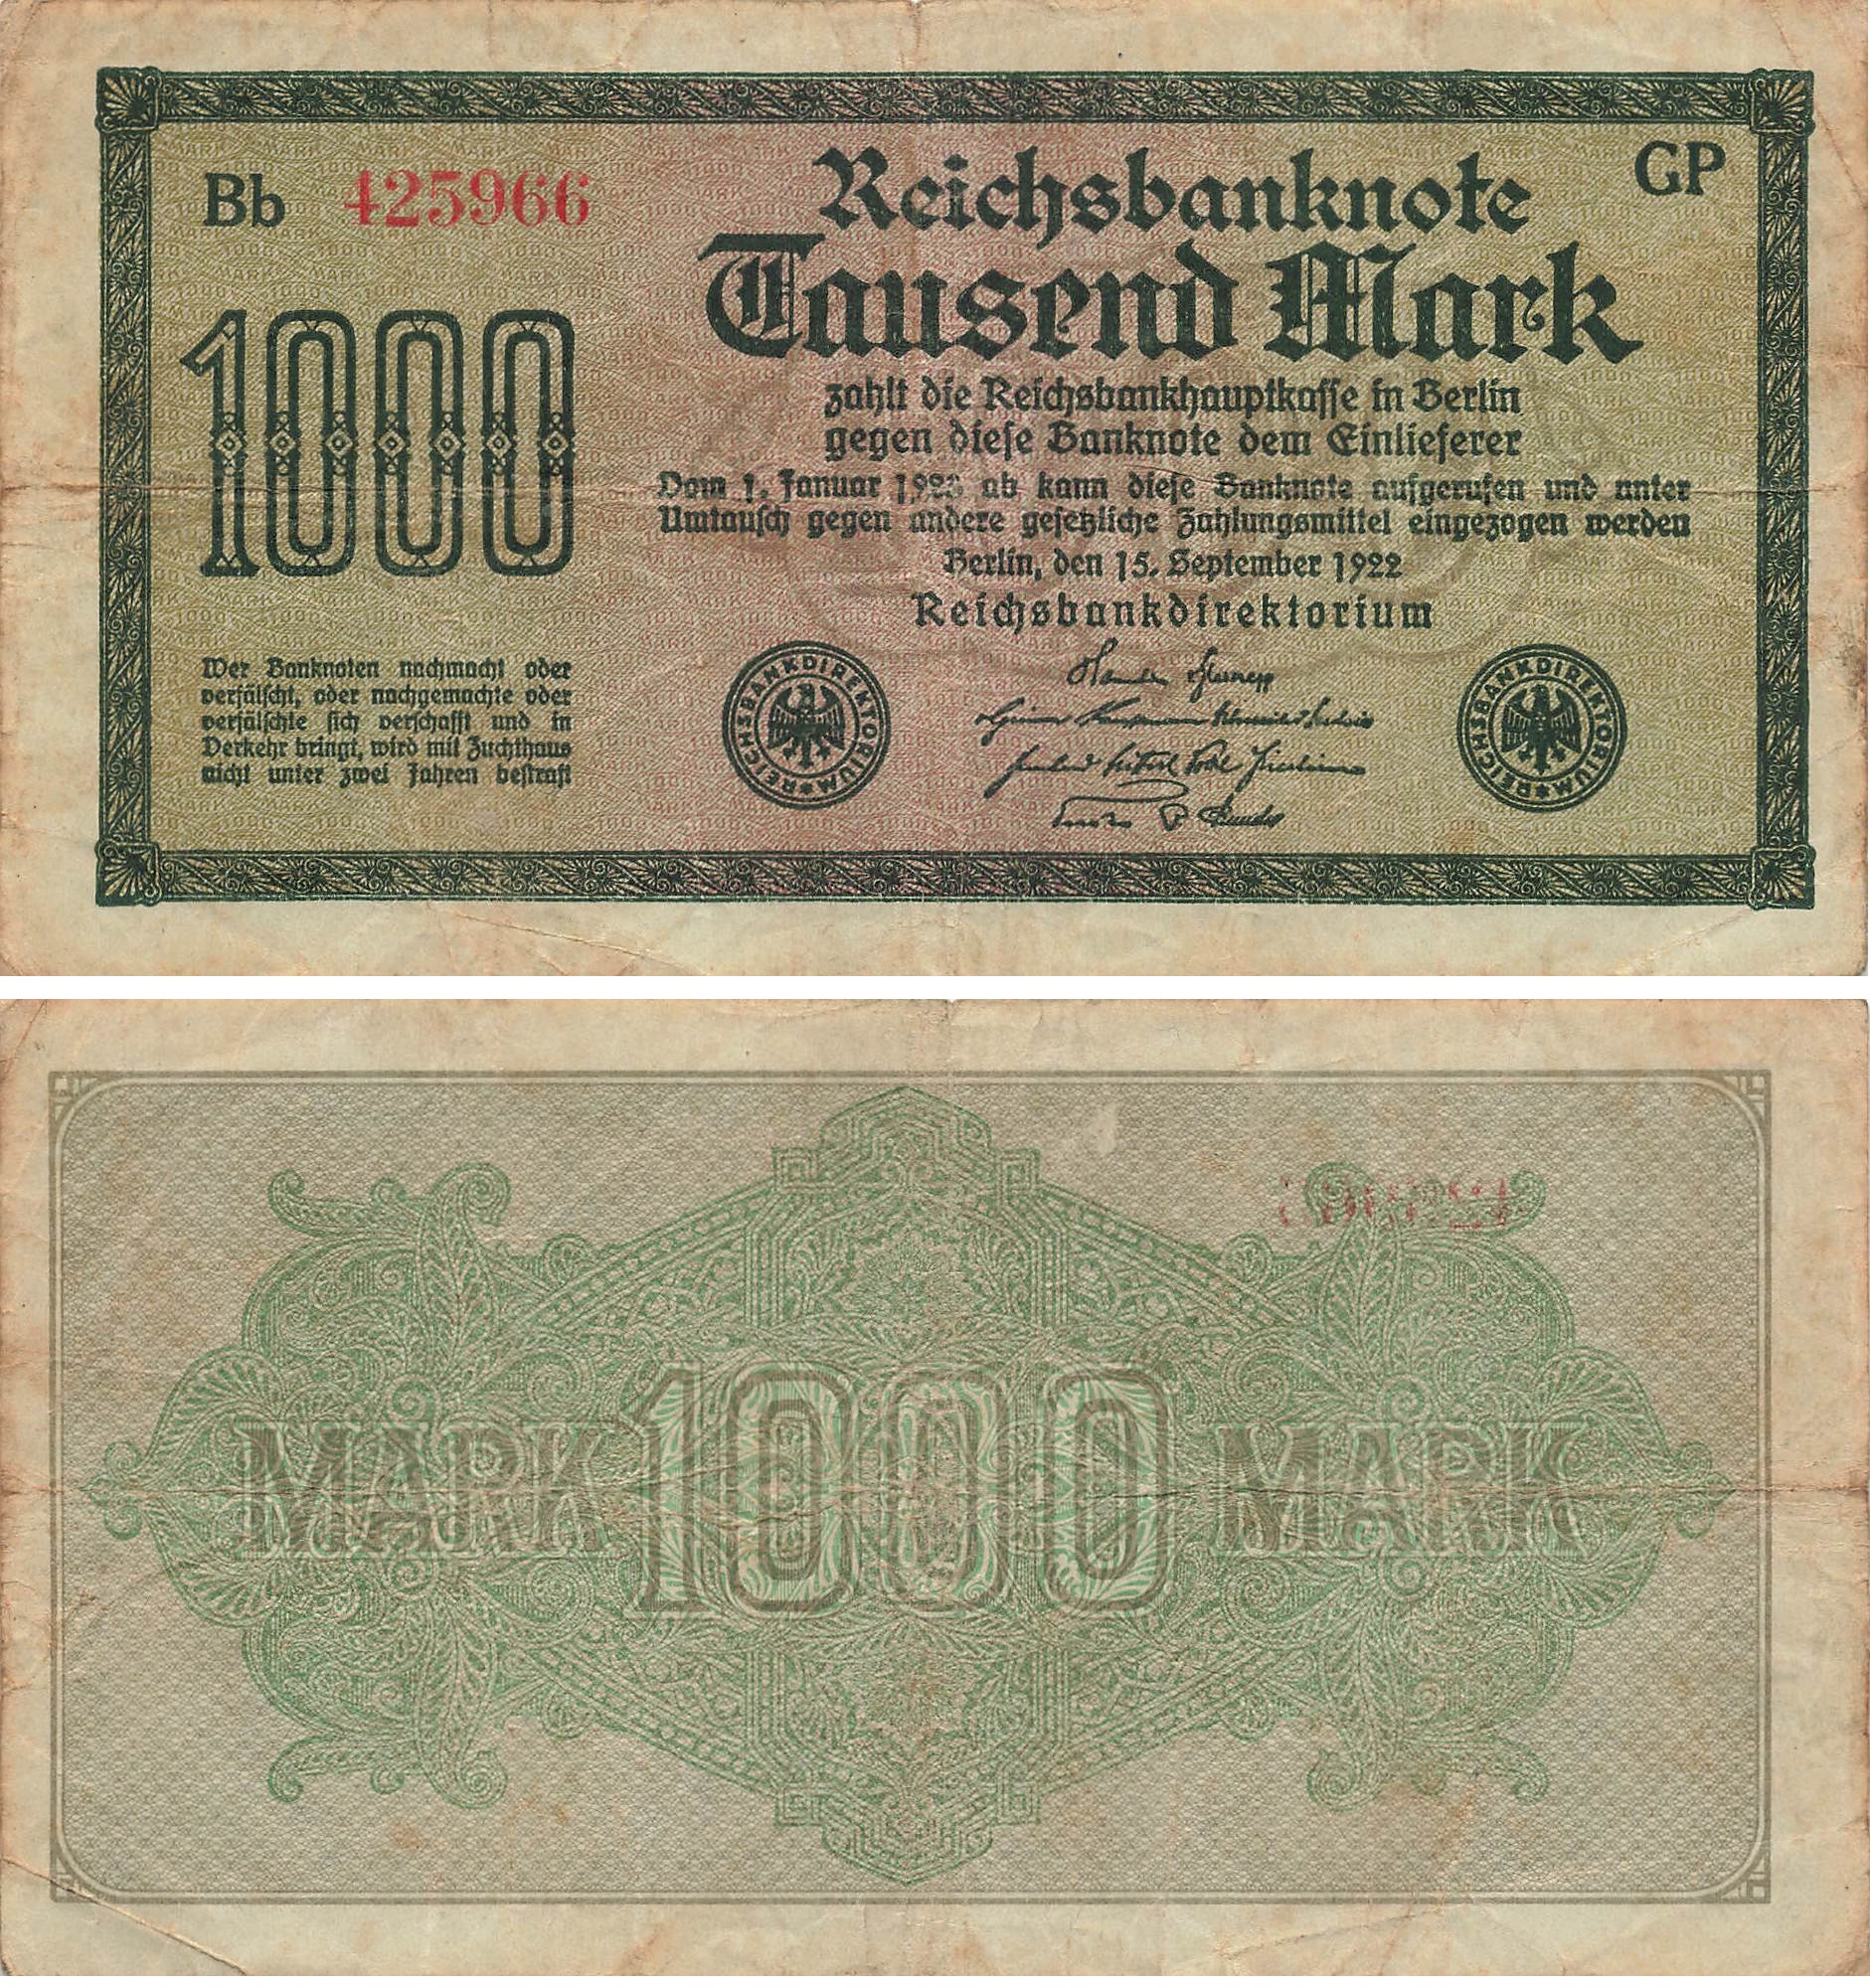 Bb 425966
GP
Reichsbanknote
Tausend Mark
1000
zahlt die Reichsbankhauptkasse in Berlin
gegen diese Banknote dem Einlieferer
Vom 1. Januar 1923 ab kann diese Banknote aufgerufen und unter
Umtausch gegen andere gesetzliche Zahlungsmittel eingezogen werden
Berlin, den 15. September 1922
Reichsbankdirektorium
Wer Banknoten nachmacht oder
verfälscht, oder nachgemachte oder
verfälschte sich verschafft und in
Verkehr bringt, wird mit Zuchthaus
nicht unter zwei Jahren bestraft
REICHSBANKDIREKTORIUM
REICHSBANKDIREKTORIUM
MARK 1000 MARK